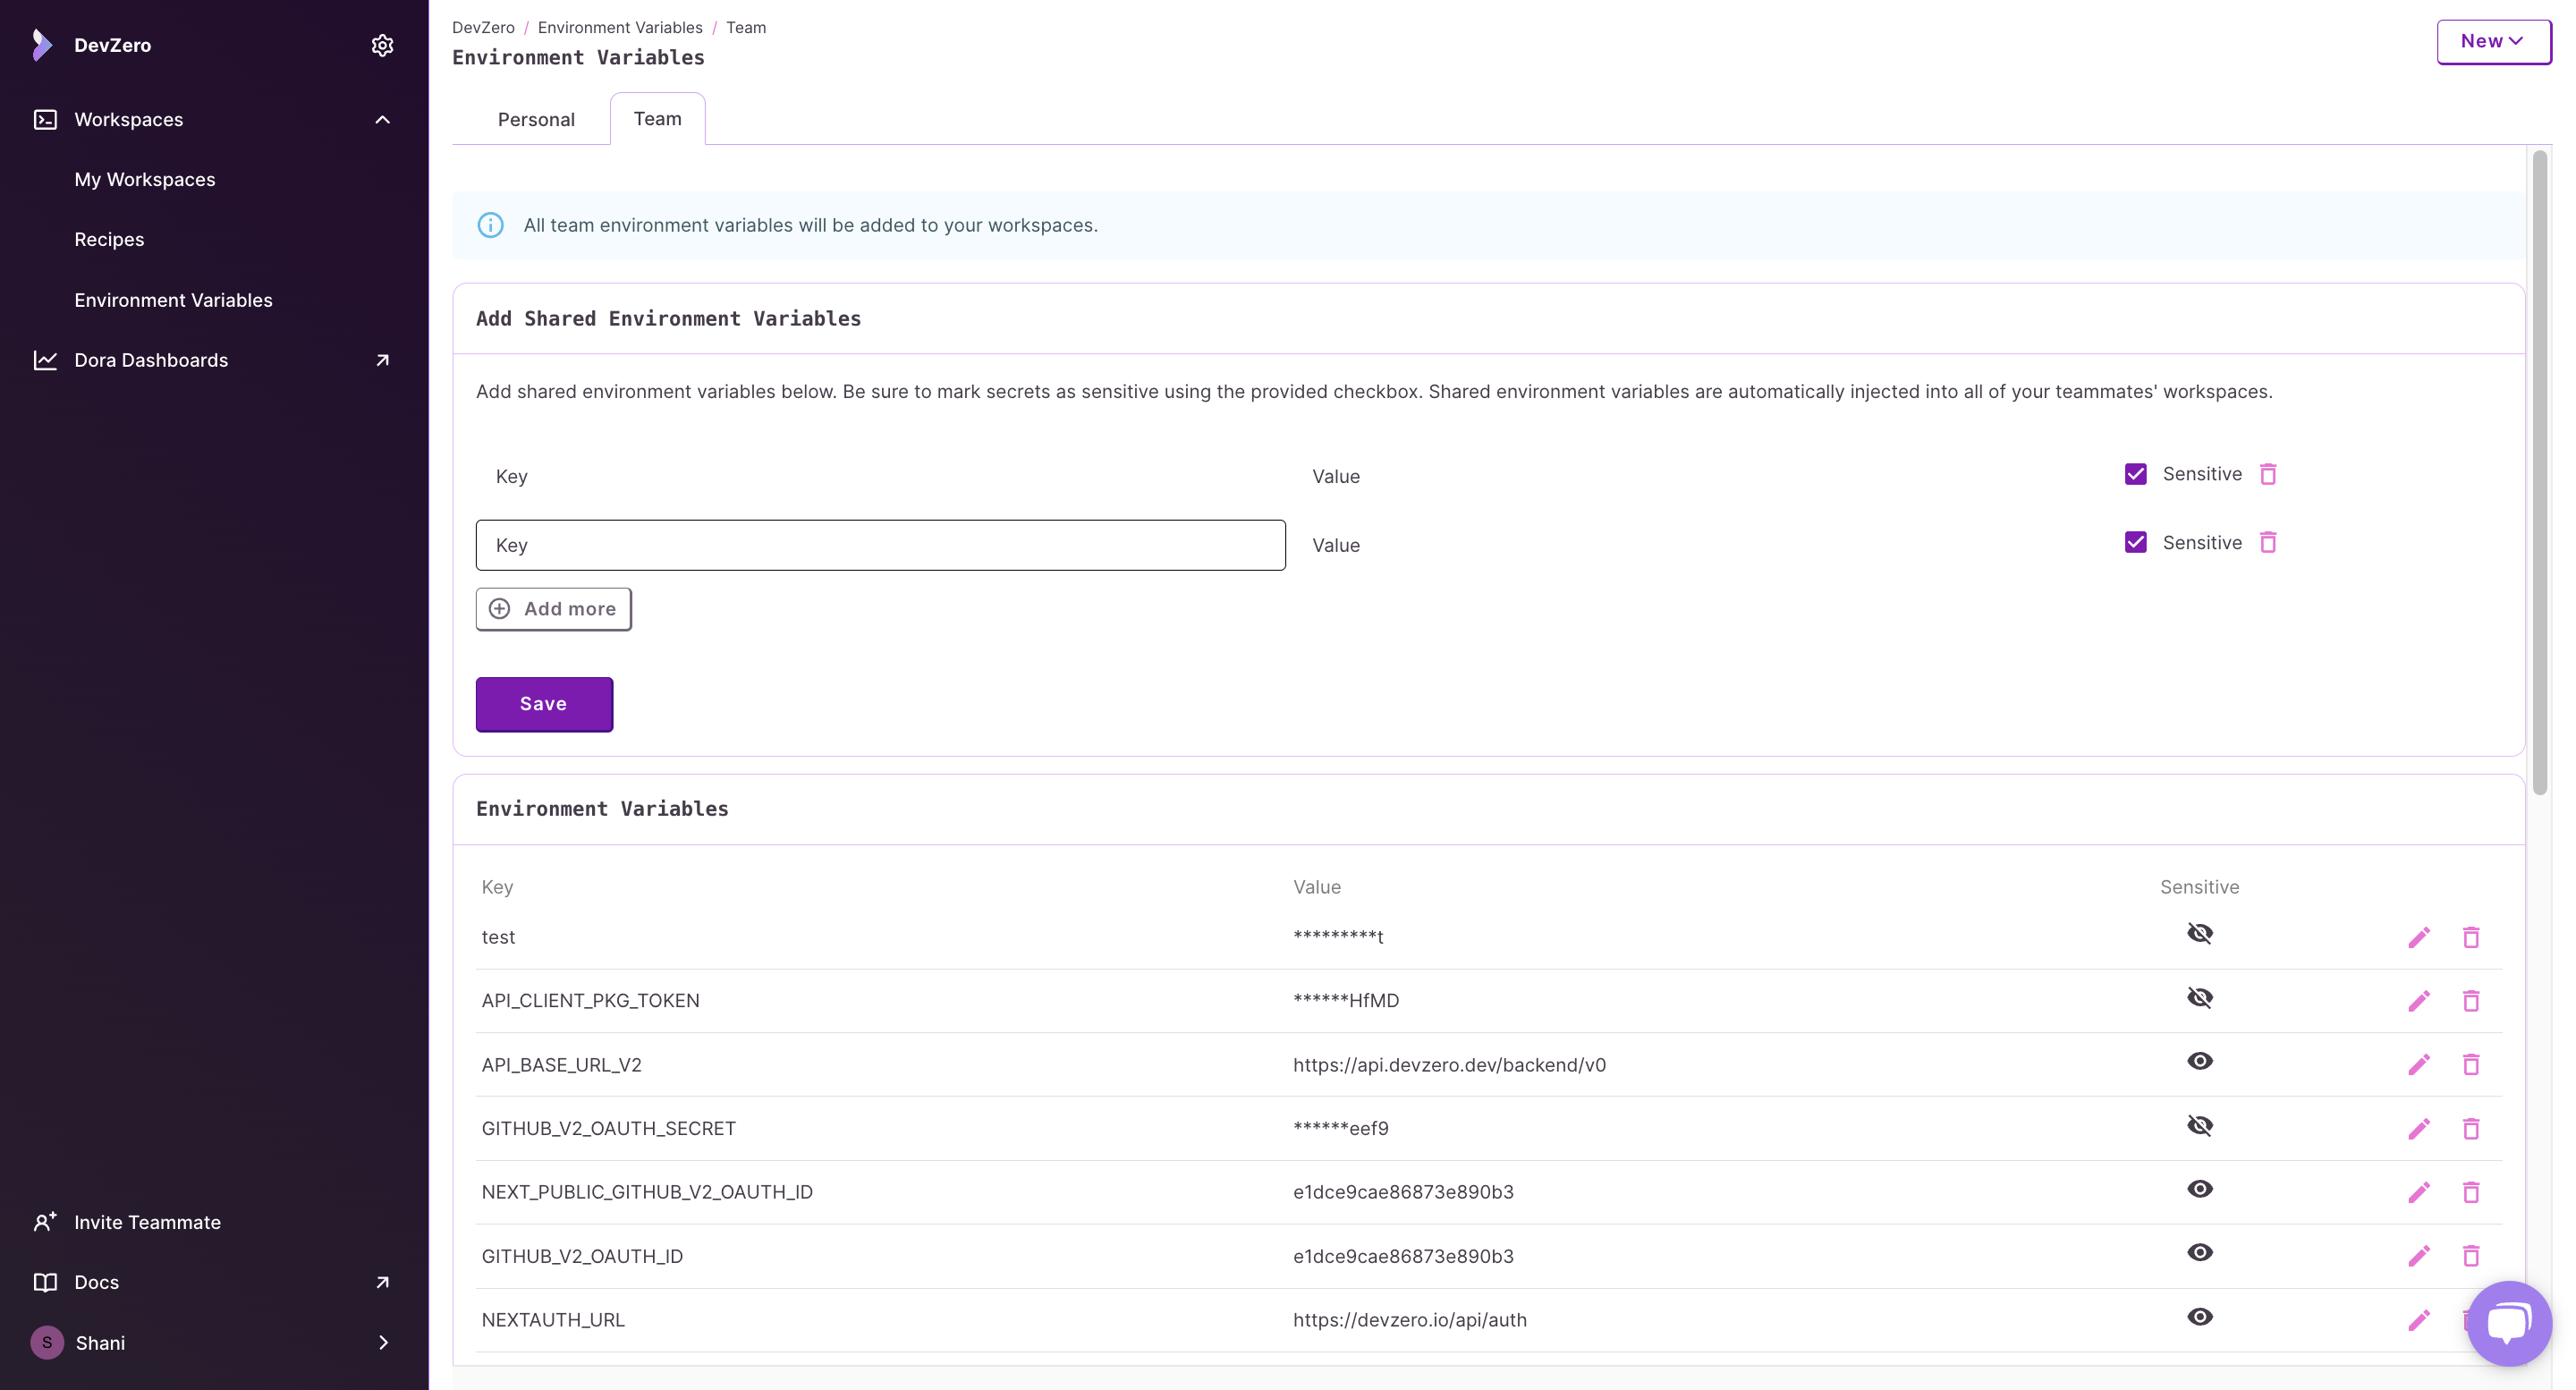 DevZero
Workspaces
My Workspaces
Recipes
Environment Variables
Dora Dashboards
Invite Teammate
Docs
S Shani
DevZero / Environment Variables / Team
Environment Variables
New
Personal Team
All team environment variables will be added to your workspaces.
Add Shared Environment Variables
Add shared environment variables below. Be sure to mark secrets as sensitive using the provided checkbox. Shared environment variables are automatically injected into all of your teammates' workspaces.
Key Value Sensitive
Key Value Sensitive
Add more
Save
Environment Variables
Key Value Sensitive
test *********t
API_CLIENT_PKG_TOKEN ******HfMD
API_BASE_URL_V2 https://api.devzero.dev/backend/v0
GITHUB_V2_OAUTH_SECRET ******eef9
NEXT_PUBLIC_GITHUB_V2_OAUTH_ID e1dce9cae86873e890b3
GITHUB_V2_OAUTH_ID e1dce9cae86873e890b3
NEXTAUTH_URL https://devzero.io/api/auth